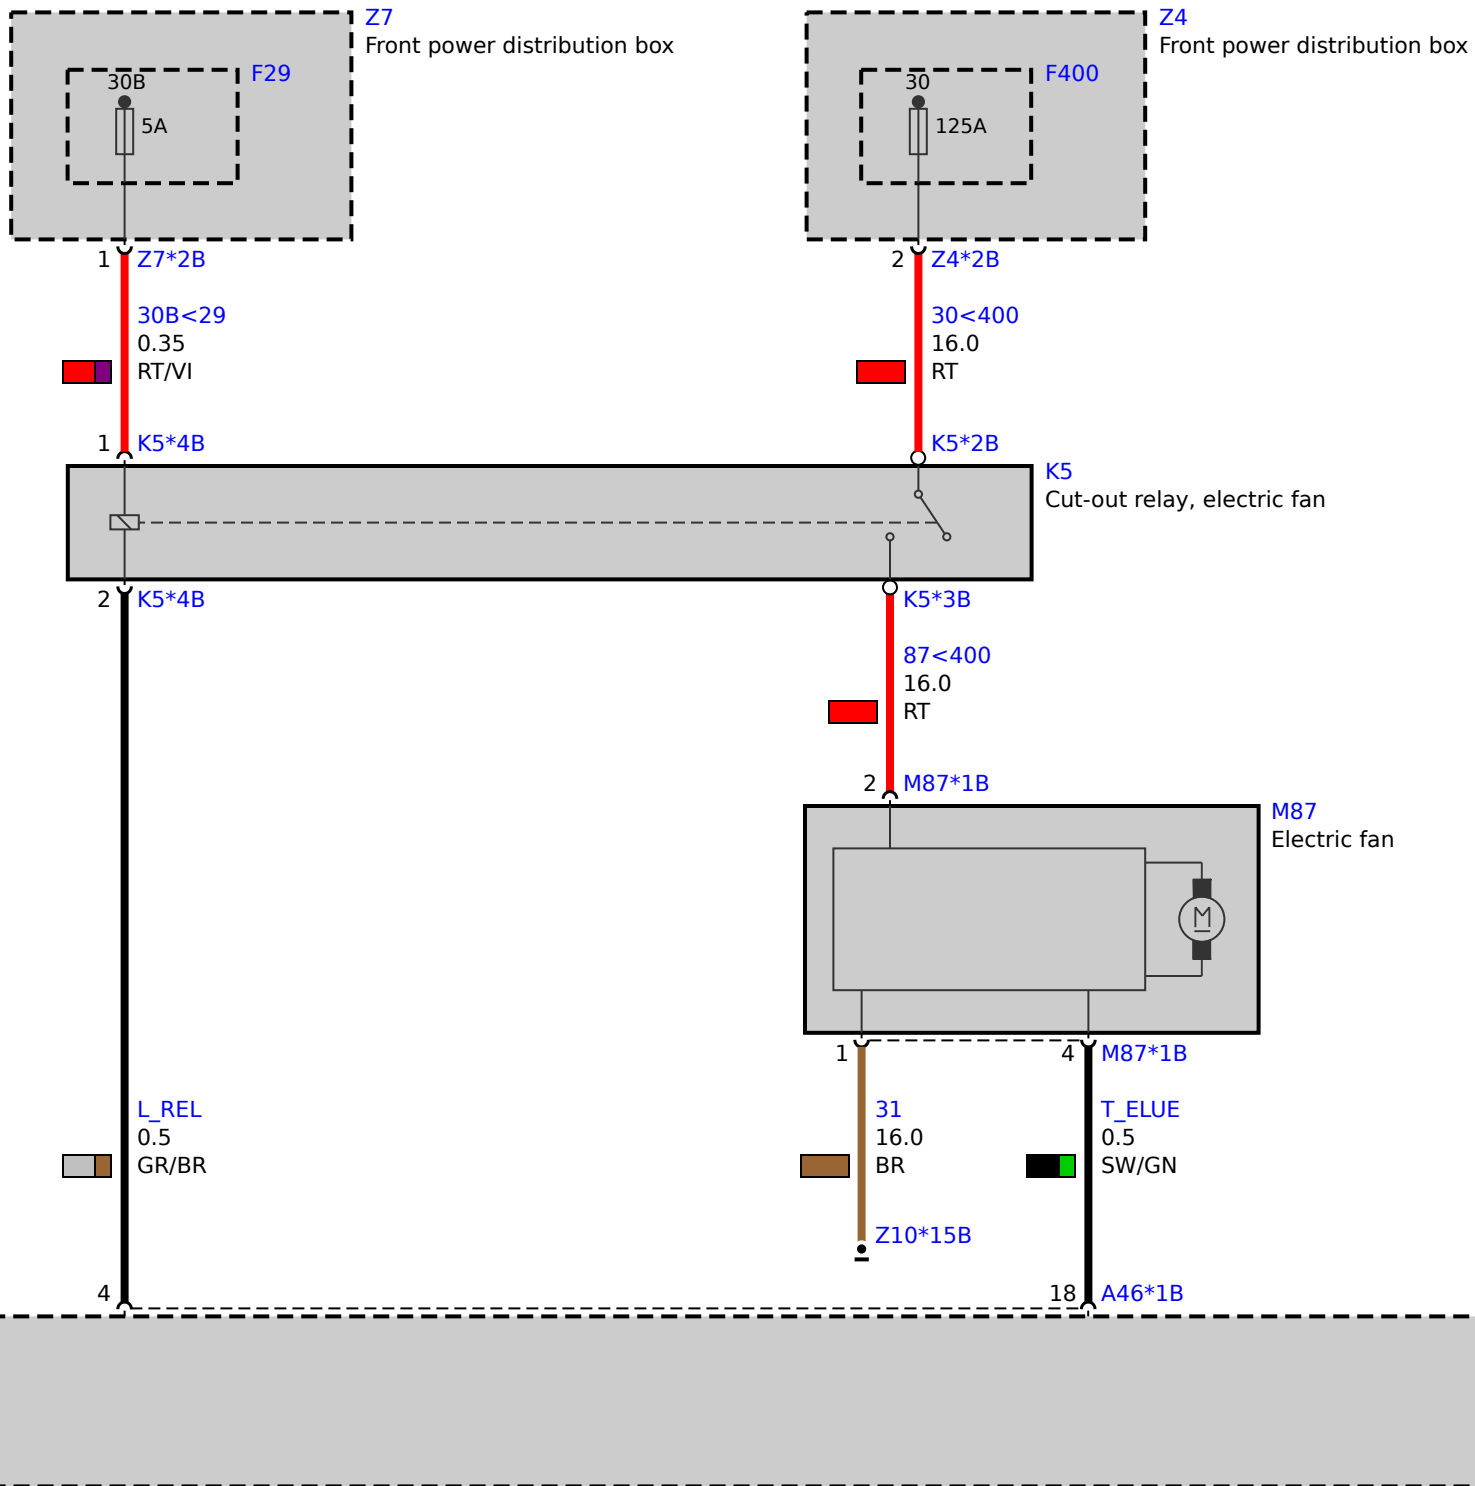 Z7
Front power distribution box
F29
30B
5A
Z4
Front power distribution box
F400
30
125A
1 Z7*2B
30B<29
0.35
RT/VI
1 K5*4B
2 Z4*2B
30<400
16.0
RT
K5*2B
K5
Cut-out relay, electric fan
2 K5*4B
K5*3B
87<400
16.0
RT
2 M87*1B
M87
Electric fan
M
1
4 M87*1B
L_REL
0.5
GR/BR
31
16.0
BR
Z10*15B
T_ELUE
0.5
SW/GN
4
18 A46*1B